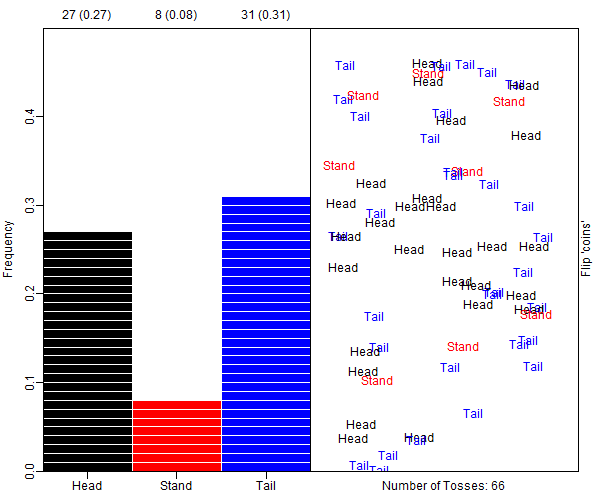 27 (0.27) 8 (0.08) 31 (0.31)
Frequency
0.4
0.3
0.2
0.1
0.0
Head Stand Tail
Tail Head Tail Tail
Stand Tail
Head Tail Head
Stand Tail Stand
Tail Tail
Head
Tail Head
Stand Tail Stand
Tail
Head Tail
Head Head
Tail Head Head Tail
Head
Tail Head Tail
Head Head Head
Head Tail
Head Head
Tail Tail Head
Head Tail
Head Stand
Tail
Tail Stand Tail Tail
Head
Head Tail Tail
Stand
Tail
Head
Head Head Tail
Tail
Tail
Tail
Flip 'coins'
Number of Tosses: 66